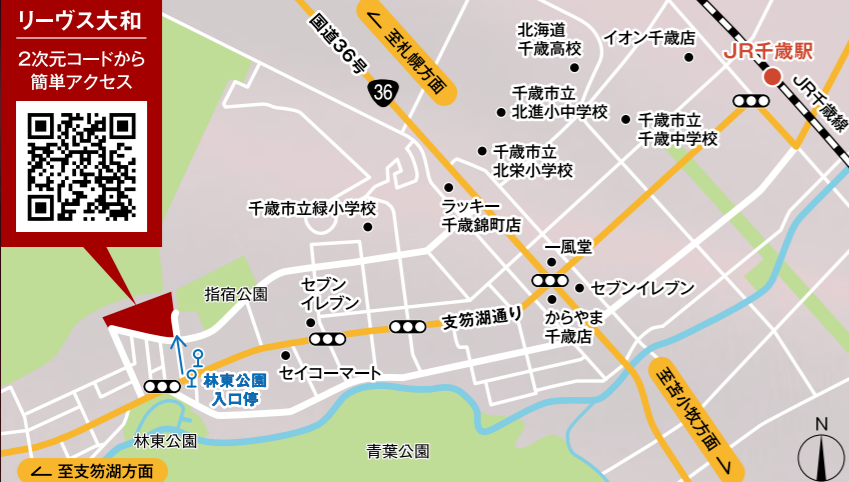 リーヴス大和
2次元コードから
簡単アクセス
国道36号
36
至札幌方面
北海道
千歳高校
イオン千歳店
JR千歳駅
JR千歳線
千歳市立
北進小中学校
千歳市立
千歳中学校
千歳市立
北栄小学校
ラッキー
千歳錦町店
千歳市立緑小学校
一風堂
セブンイレブン
からやま
千歳店
支笏湖通り
指宿公園
セブン
イレブン
セイコーマート
林東公園
入口停
林東公園
青葉公園
至支笏湖方面
至苫小牧方面
N